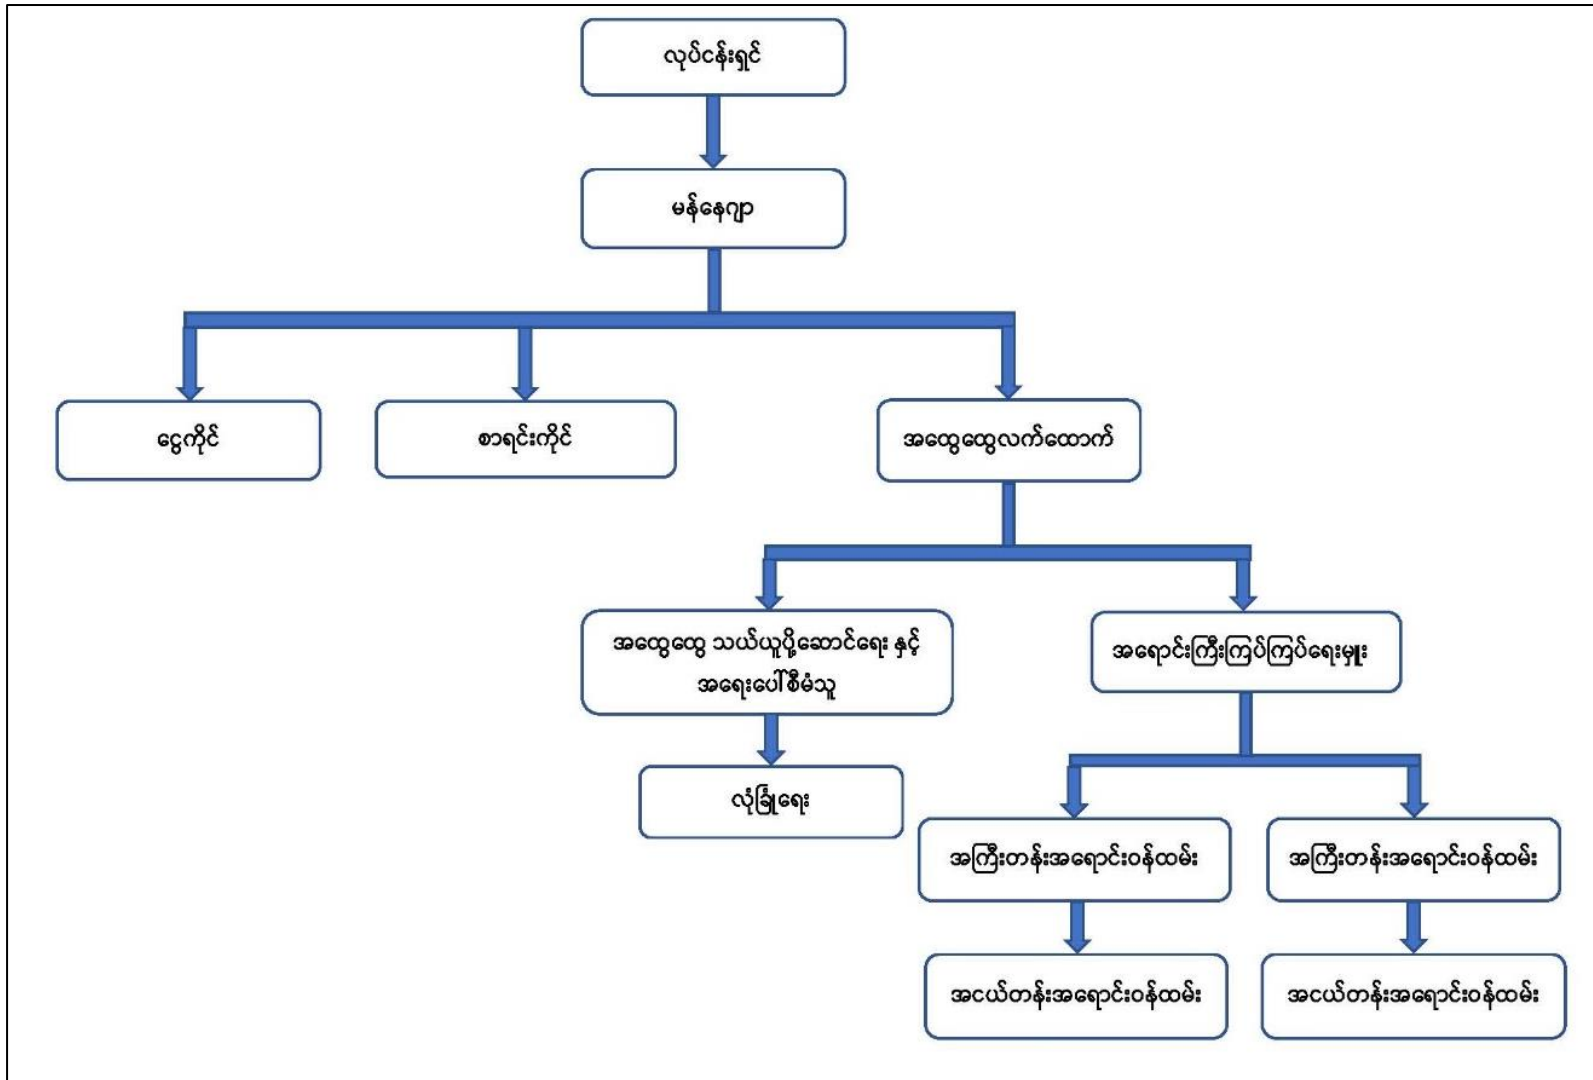 လုပ်ငန်းရှင်
မန်နေဂျာ
ငွေကိုင်
စာရင်းကိုင်
အထွေထွေလက်ထောက်
အထွေထွေ သယ်ယူပို့ဆောင်ရေး နှင့်
အရေးပေါ်စီမံသူ
အရောင်းကြီးကြပ်ကြပ်ရေးမှူး
လုံခြုံရေး
အကြီးတန်းအရောင်းဝန်ထမ်း
အကြီးတန်းအရောင်းဝန်ထမ်း
အငယ်တန်းအရောင်းဝန်ထမ်း
အငယ်တန်းအရောင်းဝန်ထမ်း